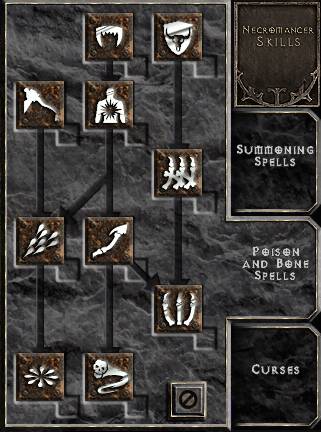 Necromancer
Skills
Summoning
Spells
Poison
and Bone
Spells
Curses